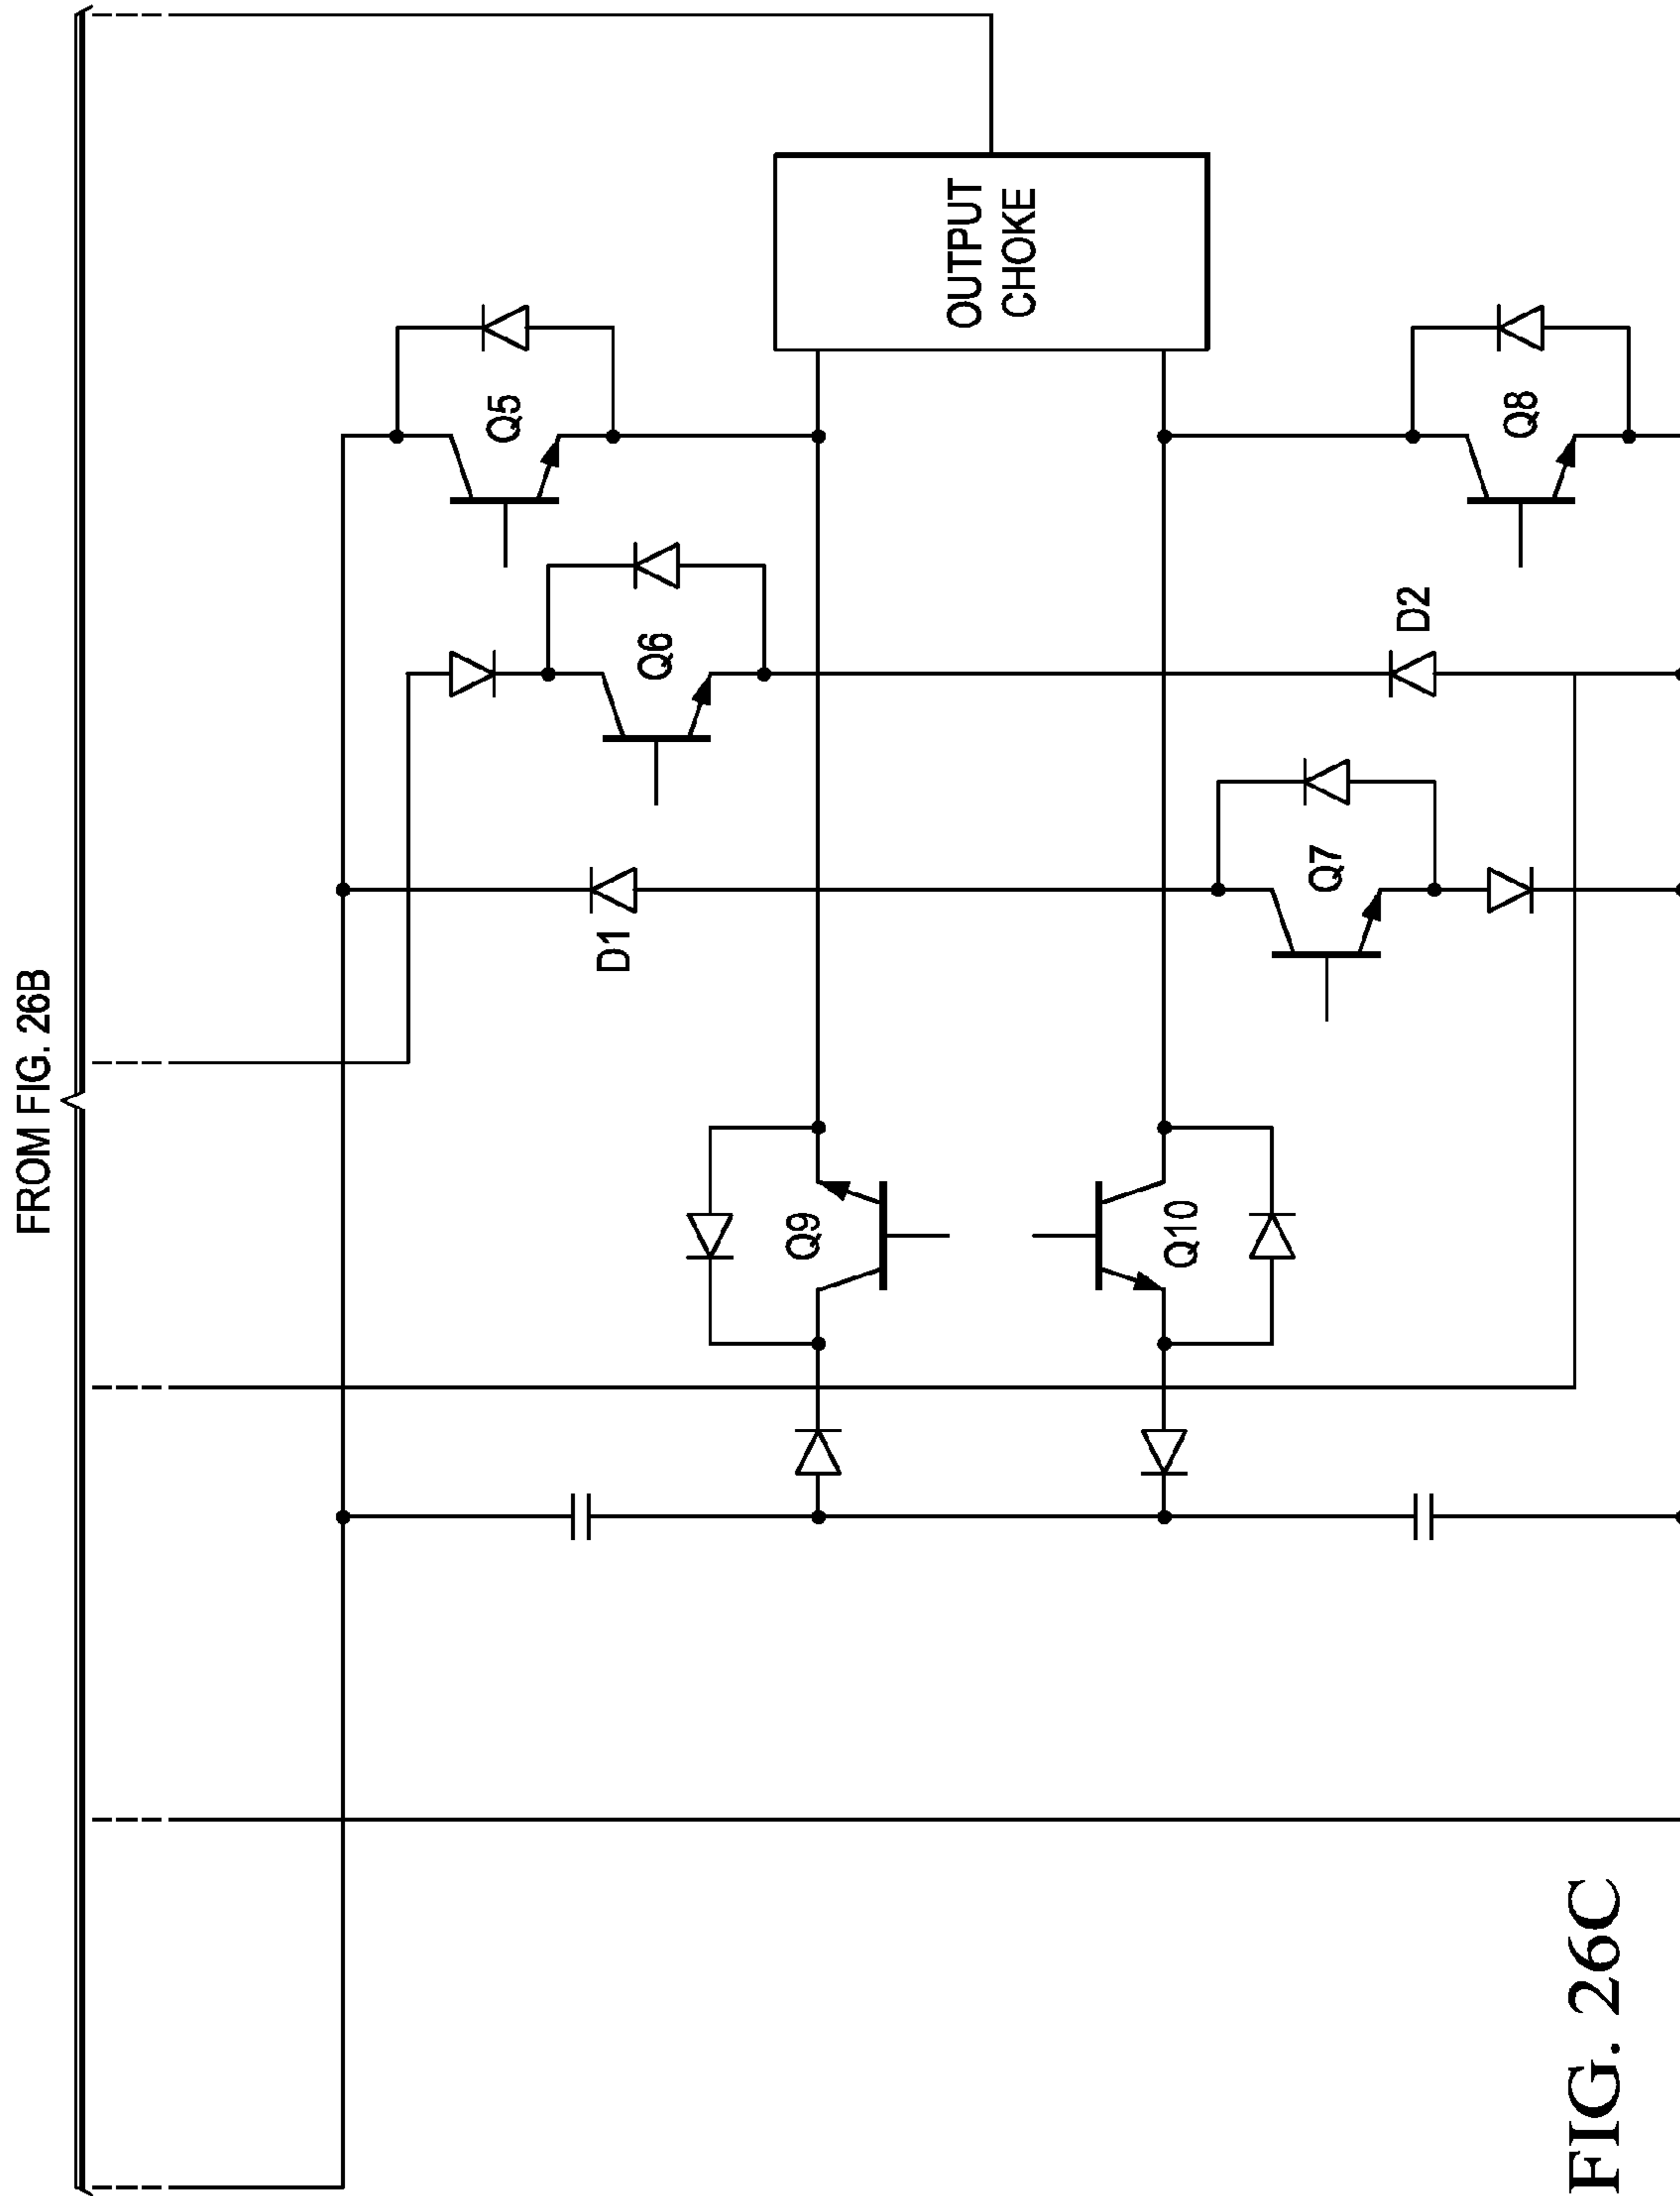 FROM FIG. 26B
OUTPUT
CHOKE
Q5
Q6
Q8
D2
Q7
D1
Q9
Q10
FIG. 26C